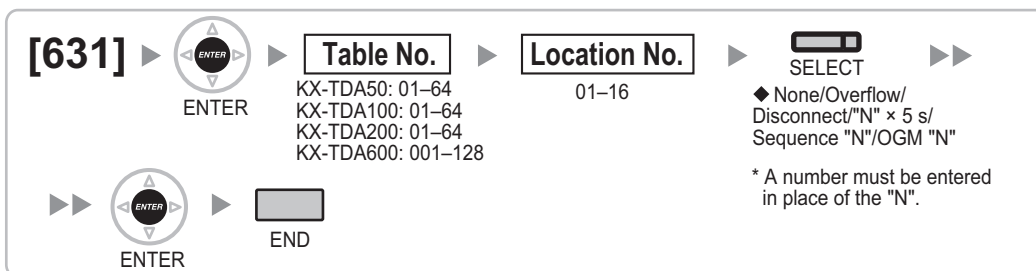 [631]
ENTER
ENTER
Table No.
KX-TDA50: 01–64
KX-TDA100: 01–64
KX-TDA200: 01–64
KX-TDA600: 001–128
Location No.
01–16
SELECT
◆ None/Overflow/
Disconnect/"N" × 5 s/
Sequence "N"/OGM "N"
* A number must be entered
in place of the "N".
ENTER
ENTER
END